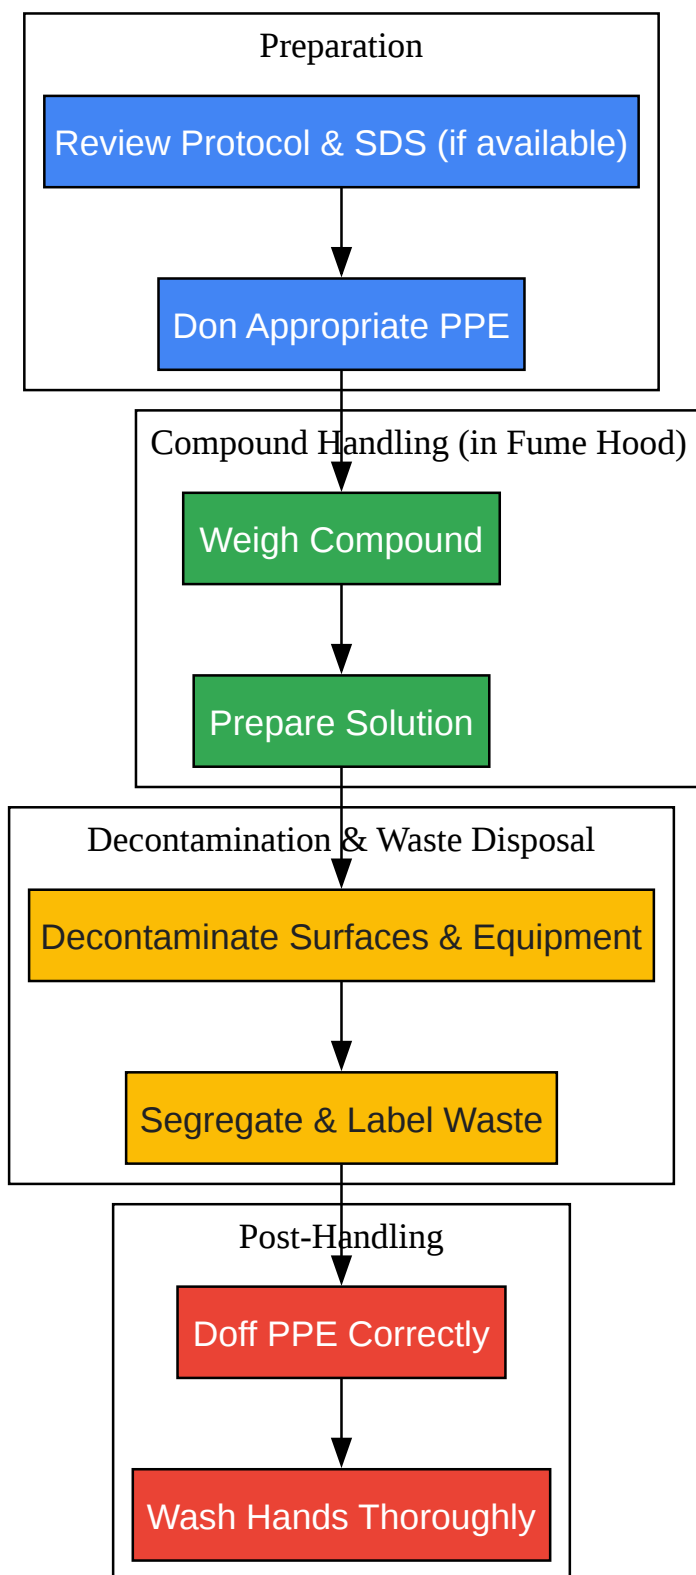 Preparation
Review Protocol & SDS (if available)
Don Appropriate PPE
Compound Handling (in Fume Hood)
Weigh Compound
Prepare Solution
Decontamination & Waste Disposal
Decontaminate Surfaces & Equipment
Segregate & Label Waste
Post-Handling
Doff PPE Correctly
Wash Hands Thoroughly